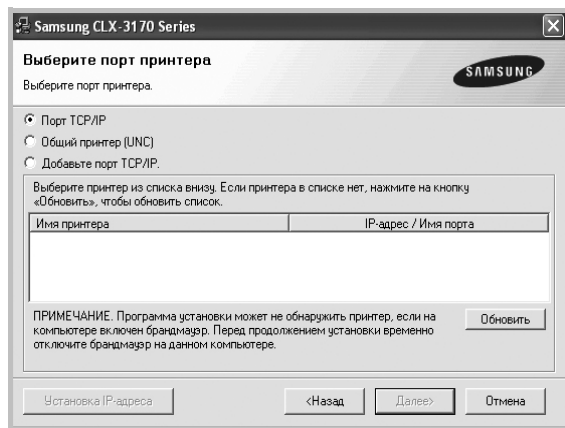 Samsung CLX-3170 Series
Выберите порт принтера
Выберите порт принтера.
SAMSUNG
Порт TCP/IP
Общий принтер (UNC)
Добавьте порт TCP/IP.
Выберите принтер из списка внизу. Если принтера в списке нет, нажмите на кнопку
«Обновить», чтобы обновить список.
Имя принтера
IP-адрес / Имя порта
ПРИМЕЧАНИЕ. Программа установки может не обнаружить принтер, если на
компьютере включен брандмауэр. Перед продолжением установки временно
отключите брандмауэр на данном компьютере.
Обновить
Установка IP-адреса
<Назад
Далее>
Отмена